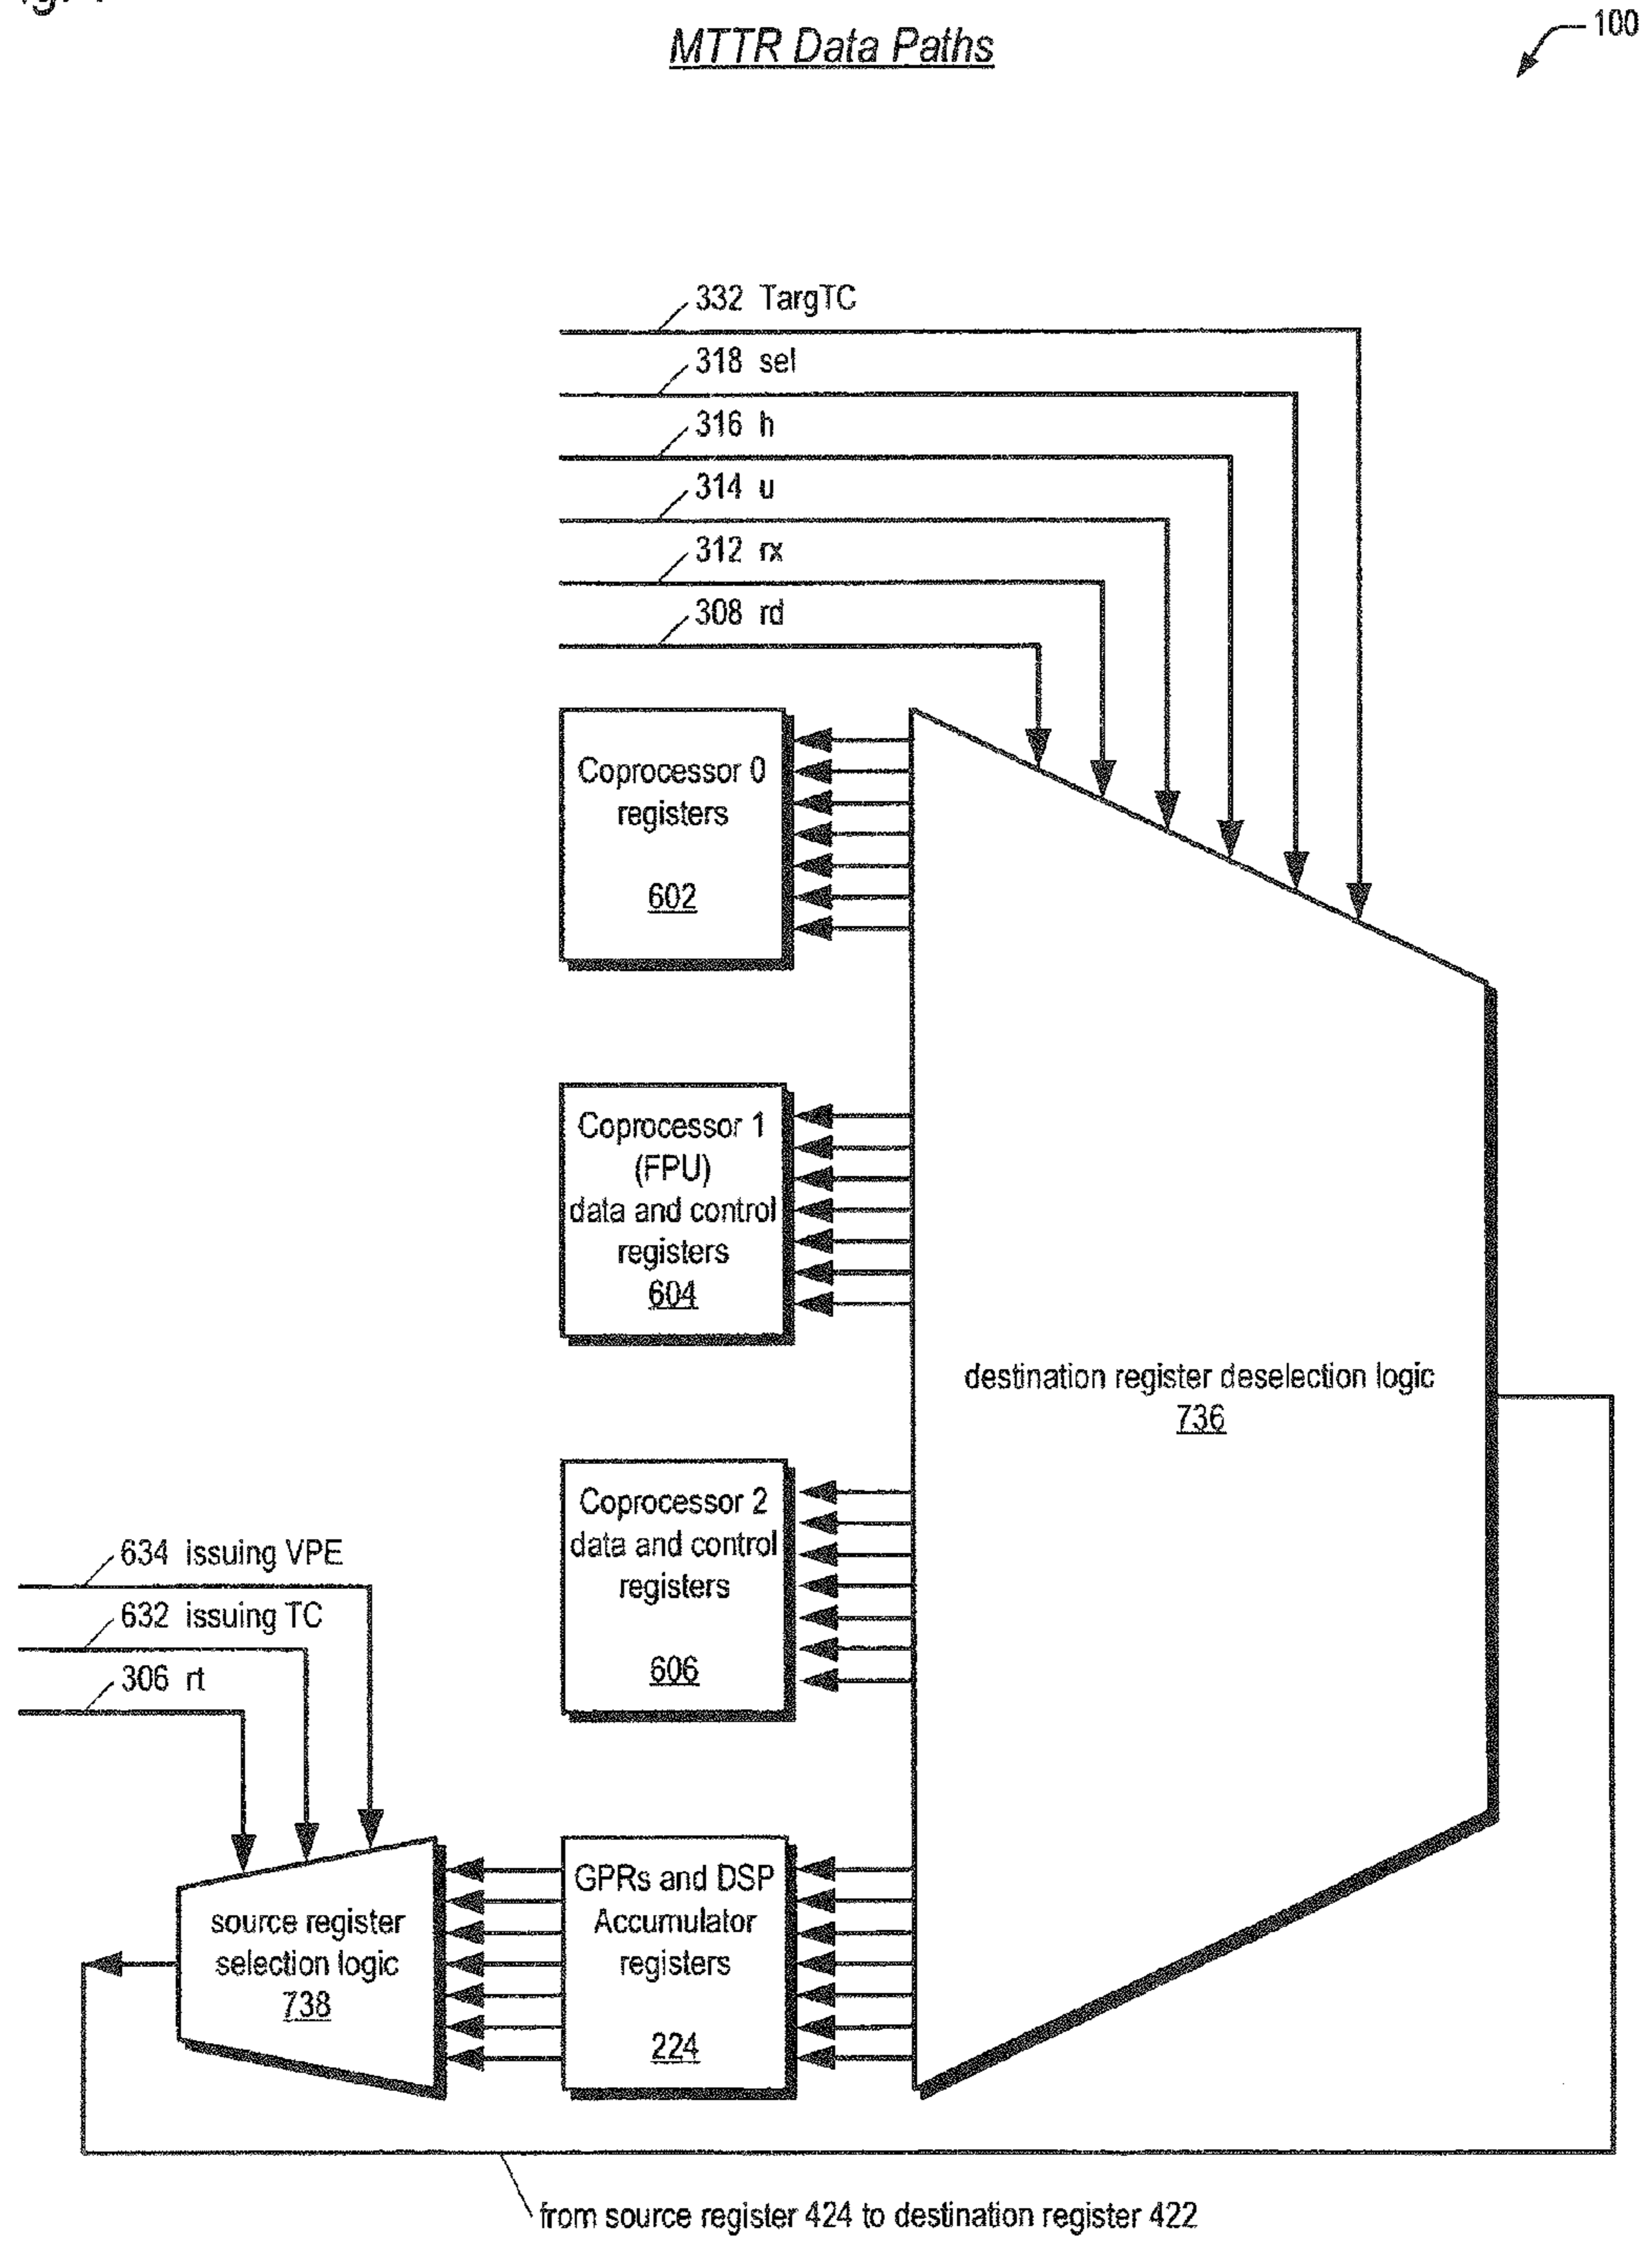 MTTR Data Paths
100
332 TargTC
318 sel
316 h
314 u
312 rx
308 rd
Coprocessor 0
registers
602
Coprocessor 1
(FPU)
data and control
registers
604
destination register deselection logic
736
Coprocessor 2
data and control
registers
606
634 issuing VPE
632 issuing TC
306 rt
source register
selection logic
738
GPRs and DSP
Accumulator
registers
224
from source register 424 to destination register 422